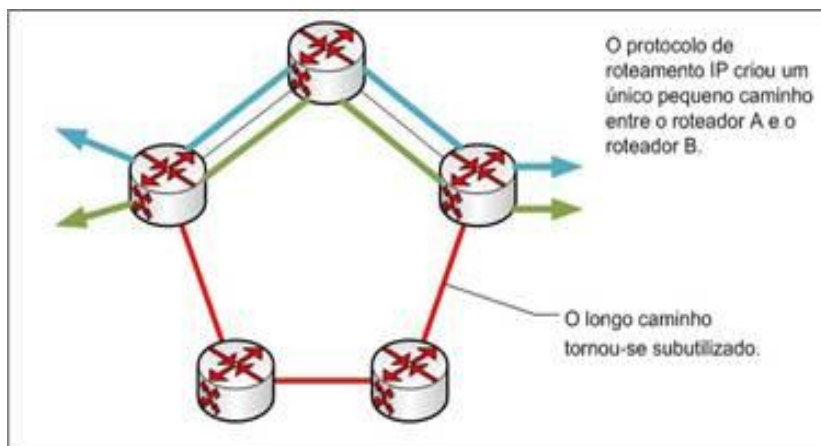 O protocolo de
roteamento IP criou um
único pequeno caminho
entre o roteador A e o
roteador B.
O longo caminho
tornou-se subutilizado.